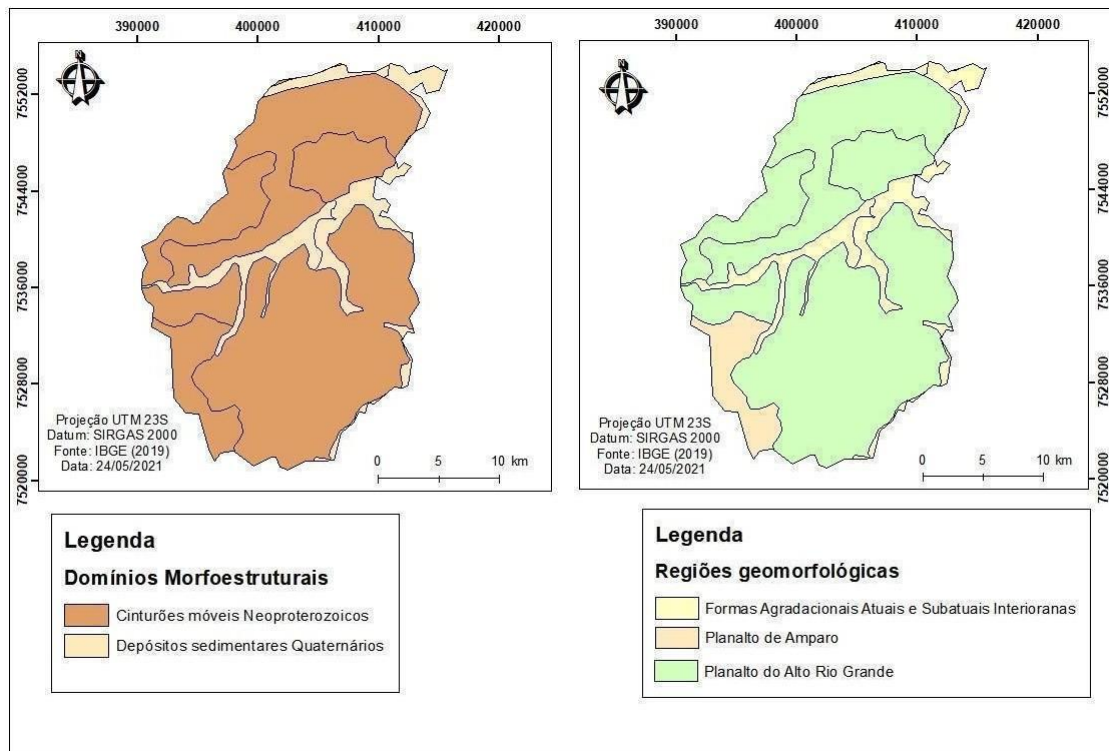 390000 400000 410000 420000
7552000
7544000
7536000
7528000
7520000
N
Projeção UTM 23S
Datum: SIRGAS 2000
Fonte: IBGE (2019)
Data: 24/05/2021
0 5 10 km
Legenda
Domínios Morfoestruturais
Cinturões móveis Neoproterozoicos
Depósitos sedimentares Quaternários
390000 400000 410000 420000
N
7552000
7544000
7536000
7528000
7520000
Projeção UTM 23S
Datum: SIRGAS 2000
Fonte: IBGE (2019)
Data: 24/05/2021
0 5 10 km
Legenda
Regiões geomorfológicas
Formas Agradacionais Atuais e Subatuais Interioranas
Planalto de Amparo
Planalto do Alto Rio Grande